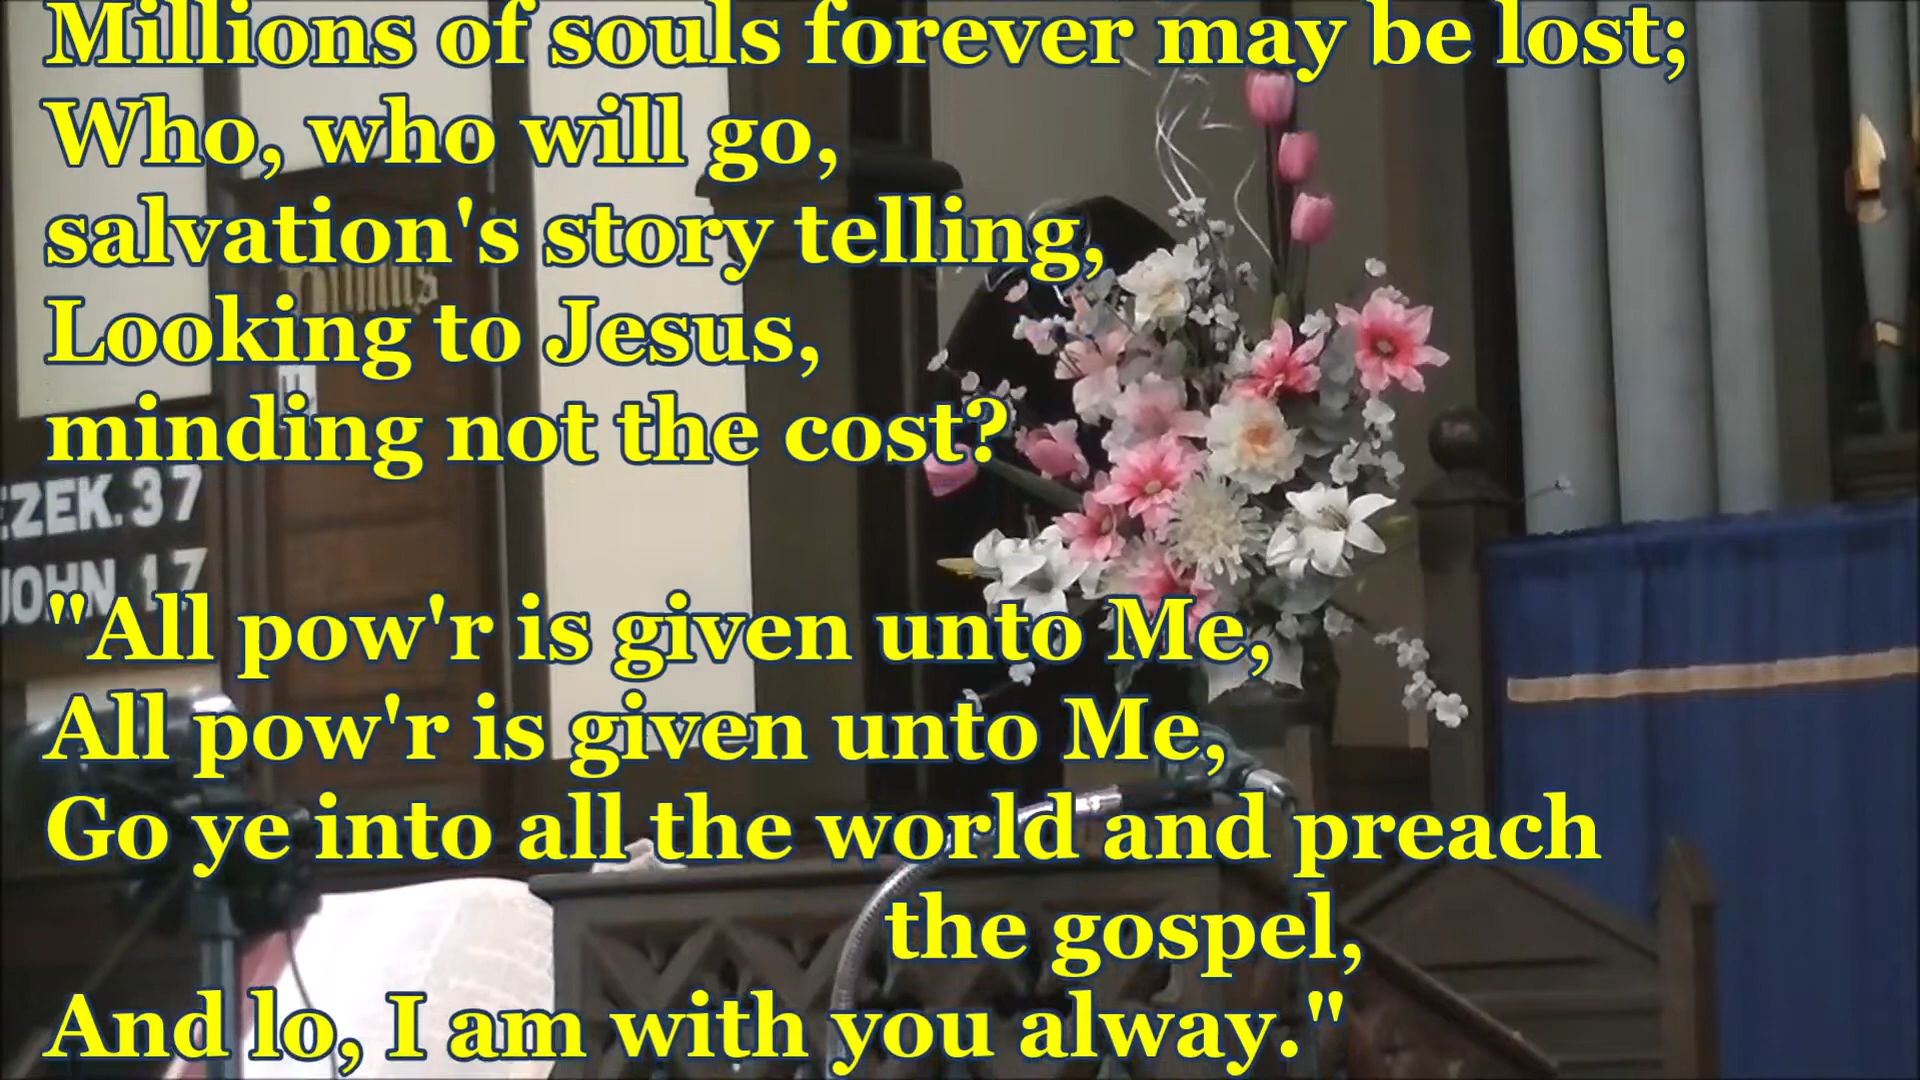 Millions of souls forever may be lost;
Who, who will go,
salvation's story telling,
Looking to Jesus,
minding not the cost?
EZEK. 37
JOHN. 17
"All pow'r is given unto Me,
All pow'r is given unto Me,
Go ye into all the world and preach
the gospel,
And lo, I am with you alway."